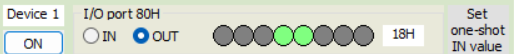 Device 1
ON
I/O port 80H
IN OUT 18H
Set
one-shot
IN value